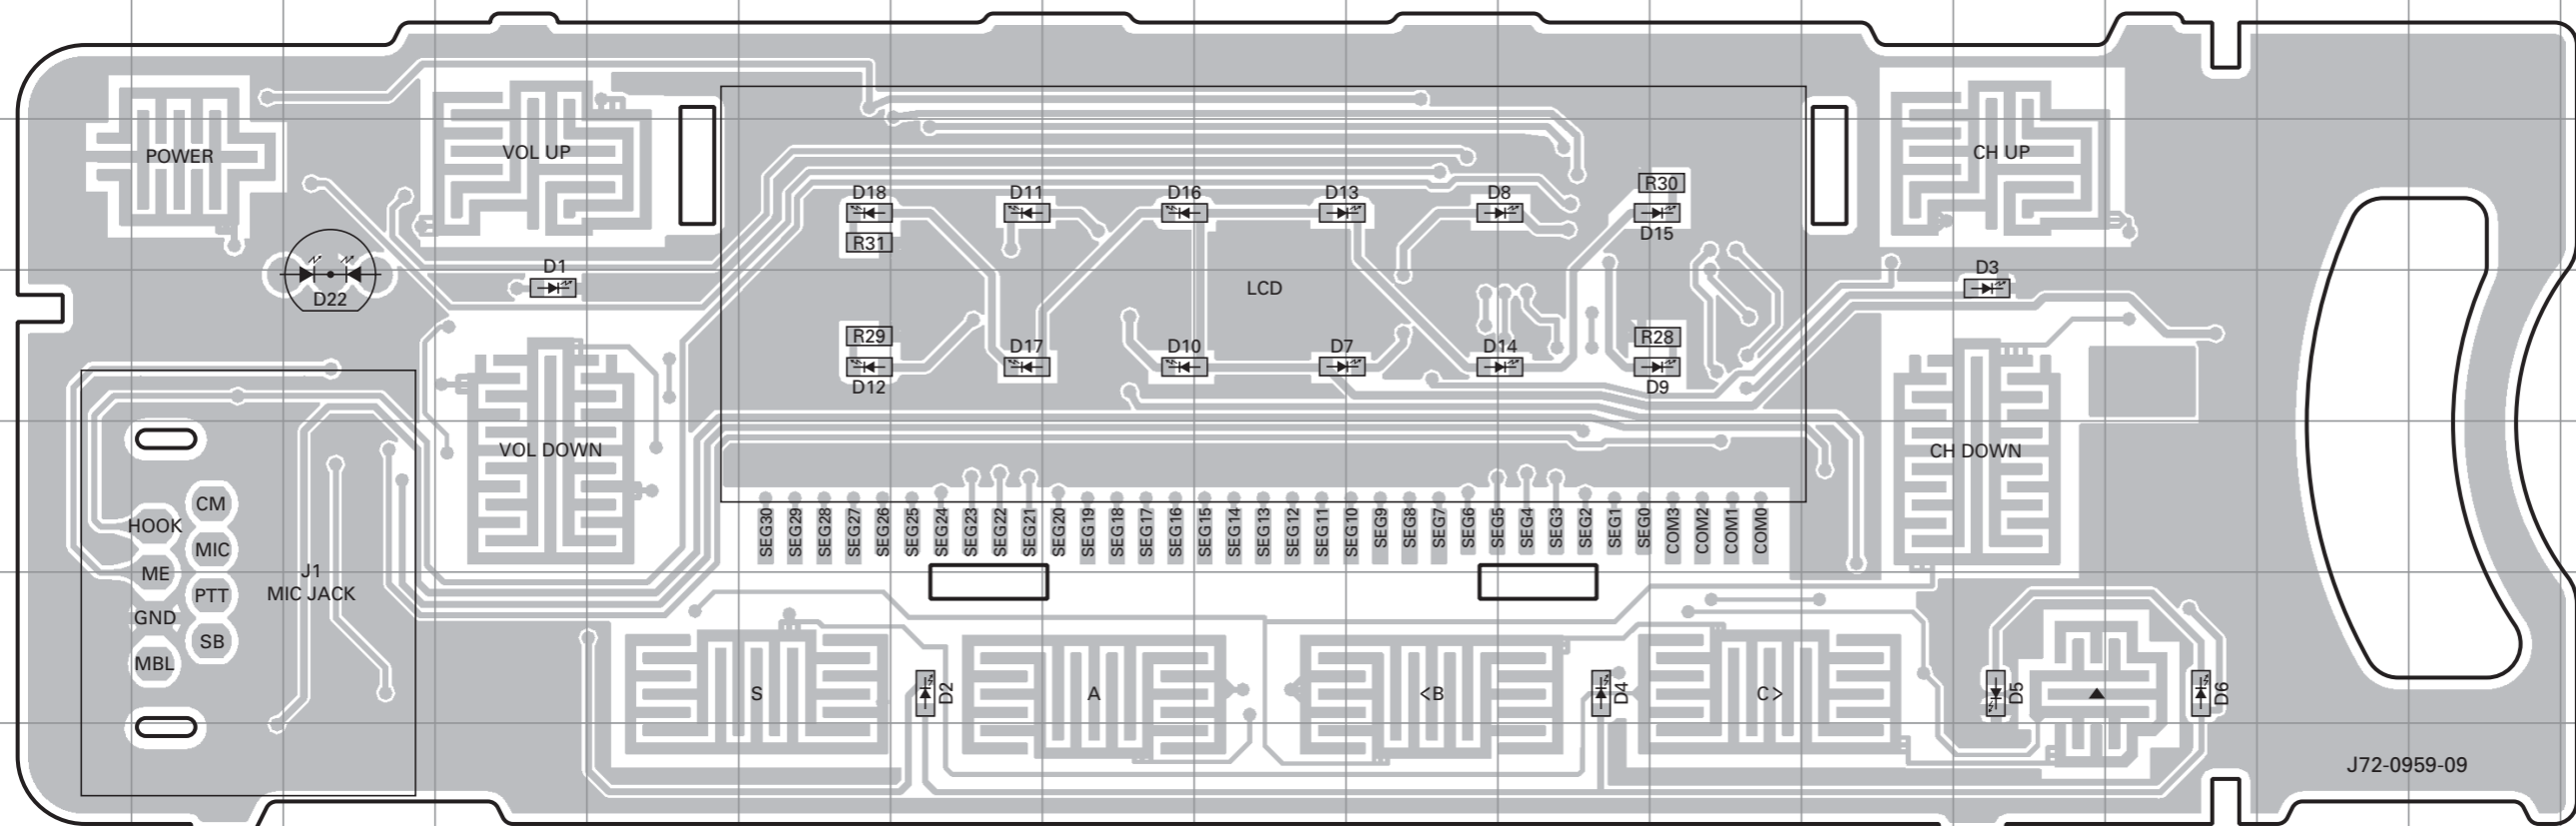 POWER
VOL UP
CH UP
D18
D11
D16
D13
D8
R30
R31
D15
D22
D1
LCD
D3
R29
D17
D10
D7
D14
R28
D12
D9
VOL DOWN
CH DOWN
CM
HOOK
MIC
ME
PTT
GND
SB
MBL
J1
MIC JACK
SEG30
SEG29
SEG28
SEG27
SEG26
SEG25
SEG24
SEG23
SEG22
SEG21
SEG20
SEG19
SEG18
SEG17
SEG16
SEG15
SEG14
SEG13
SEG12
SEG11
SEG10
SEG9
SEG8
SEG7
SEG6
SEG5
SEG4
SEG3
SEG2
SEG1
SEG0
COM3
COM2
COM1
COM0
S
D2
A
<B
D4
C>
D5
▲
D6
J72-0959-09